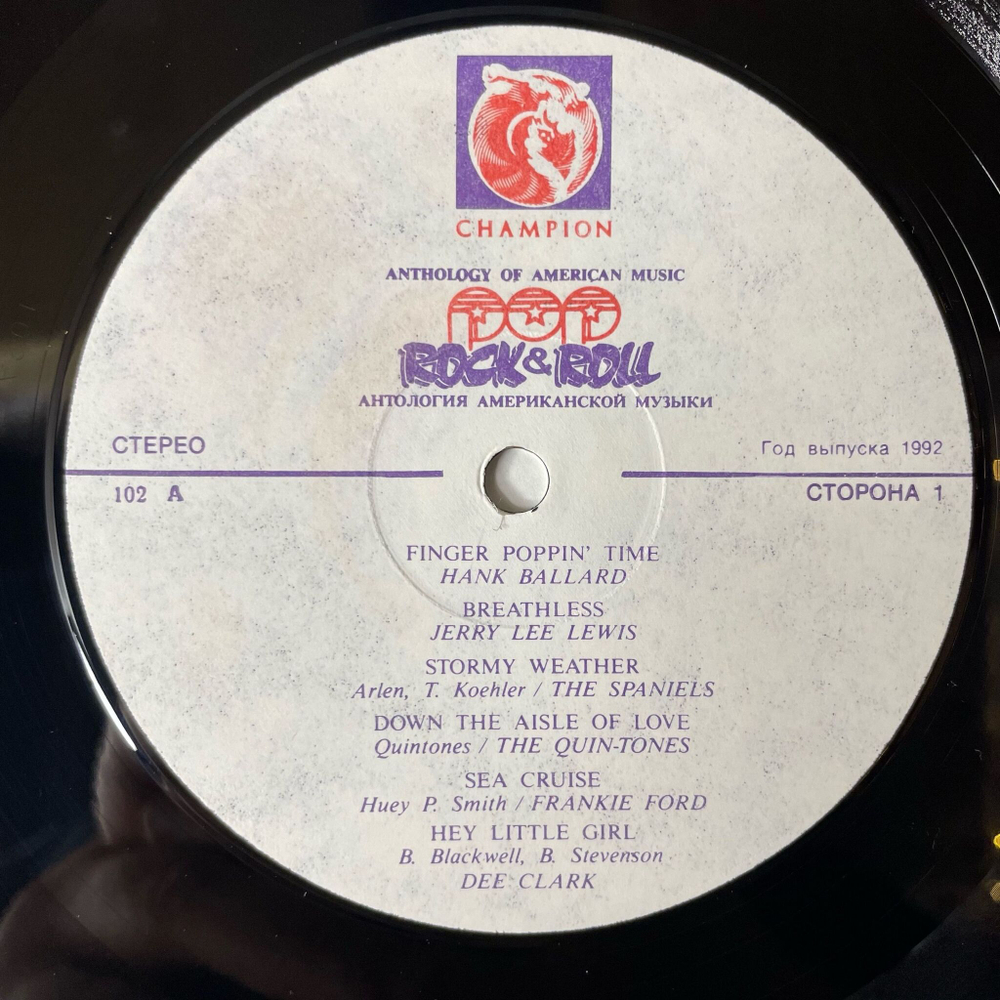 CHAMPION
ANTHOLOGY OF AMERICAN MUSIC
POP
ROCK & ROLL
АНТОЛОГИЯ АМЕРИКАНСКОЙ МУЗЫКИ
СТЕРЕО
Год выпуска 1992
102 A
СТОРОНА 1
FINGER POPPIN' TIME
HANK BALLARD
BREATHLESS
JERRY LEE LEWIS
STORMY WEATHER
Arlen, T. Koehler / THE SPANIELS
DOWN THE AISLE OF LOVE
Quintones / THE QUIN-TONES
SEA CRUISE
Huey P. Smith / FRANKIE FORD
HEY LITTLE GIRL
B. Blackwell, B. Stevenson
DEE CLARK